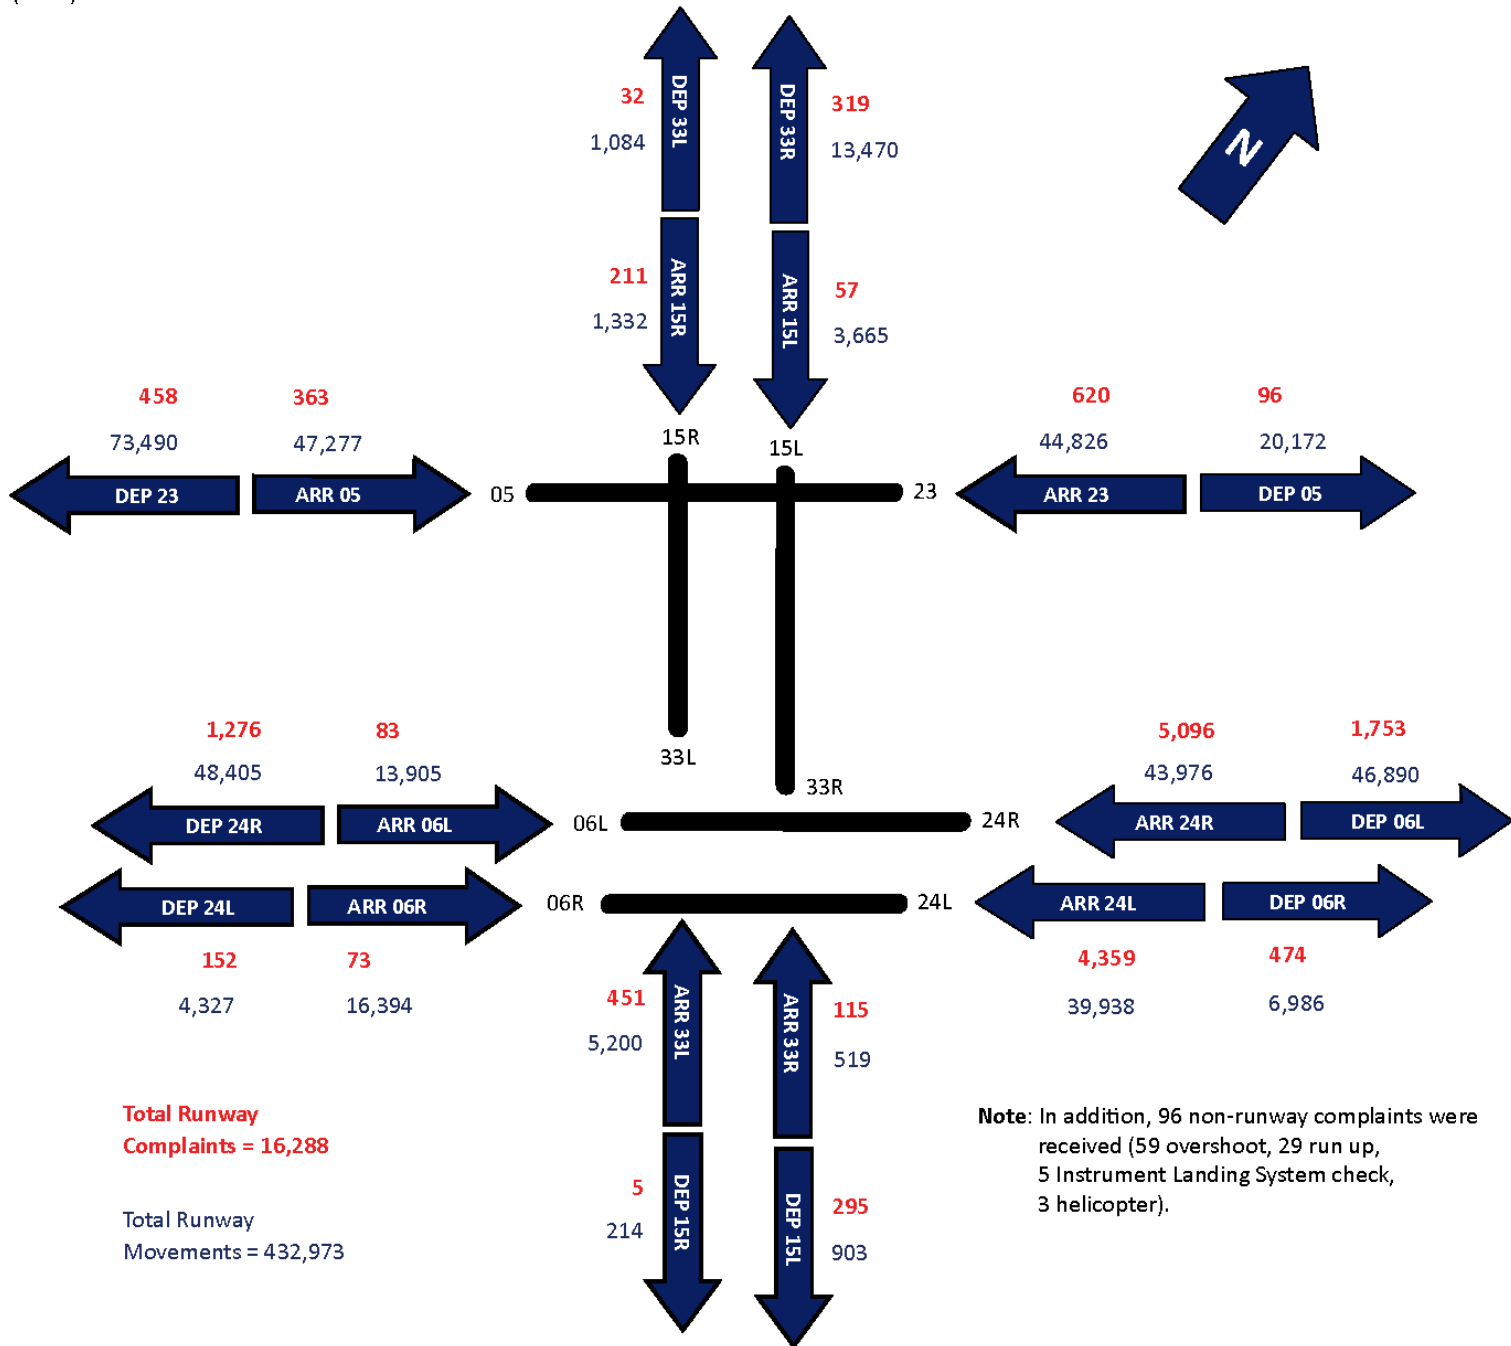 DEP 33L
32
1,084
DEP 33R
319
13,470
N
ARR 15R
211
1,332
ARR 15L
57
3,665
458
363
620
96
73,490
47,277
44,826
20,172
15R
15L
DEP 23
ARR 05
05
23
ARR 23
DEP 05
1,276
83
5,096
1,753
48,405
13,905
33L
43,976
46,890
33R
DEP 24R
ARR 06L
06L
24R
ARR 24R
DEP 06L
DEP 24L
ARR 06R
06R
24L
ARR 24L
DEP 06R
152
73
4,359
474
4,327
16,394
39,938
6,986
451
5,200
ARR 33L
ARR 33R
115
519
Total Runway
Complaints = 16,288
Total Runway
Movements = 432,973
5
214
DEP 15R
DEP 15L
295
903
Note: In addition, 96 non-runway complaints were
received (59 overshoot, 29 run up,
5 Instrument Landing System check,
3 helicopter).